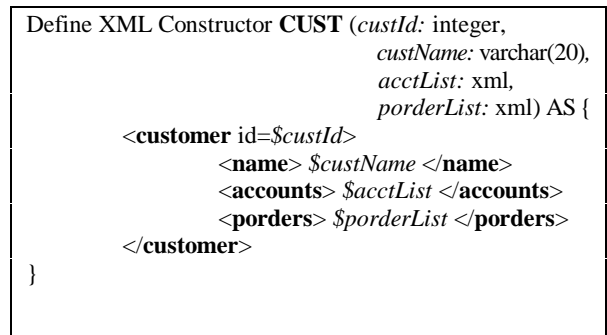 Define XML Constructor CUST (custId: integer,
custName: varchar(20),
acctList: xml,
porderList: xml) AS {
<customer id=$custId>
<name> $custName </name>
<accounts> $acctList </accounts>
<porders> $porderList </porders>
</customer>
}